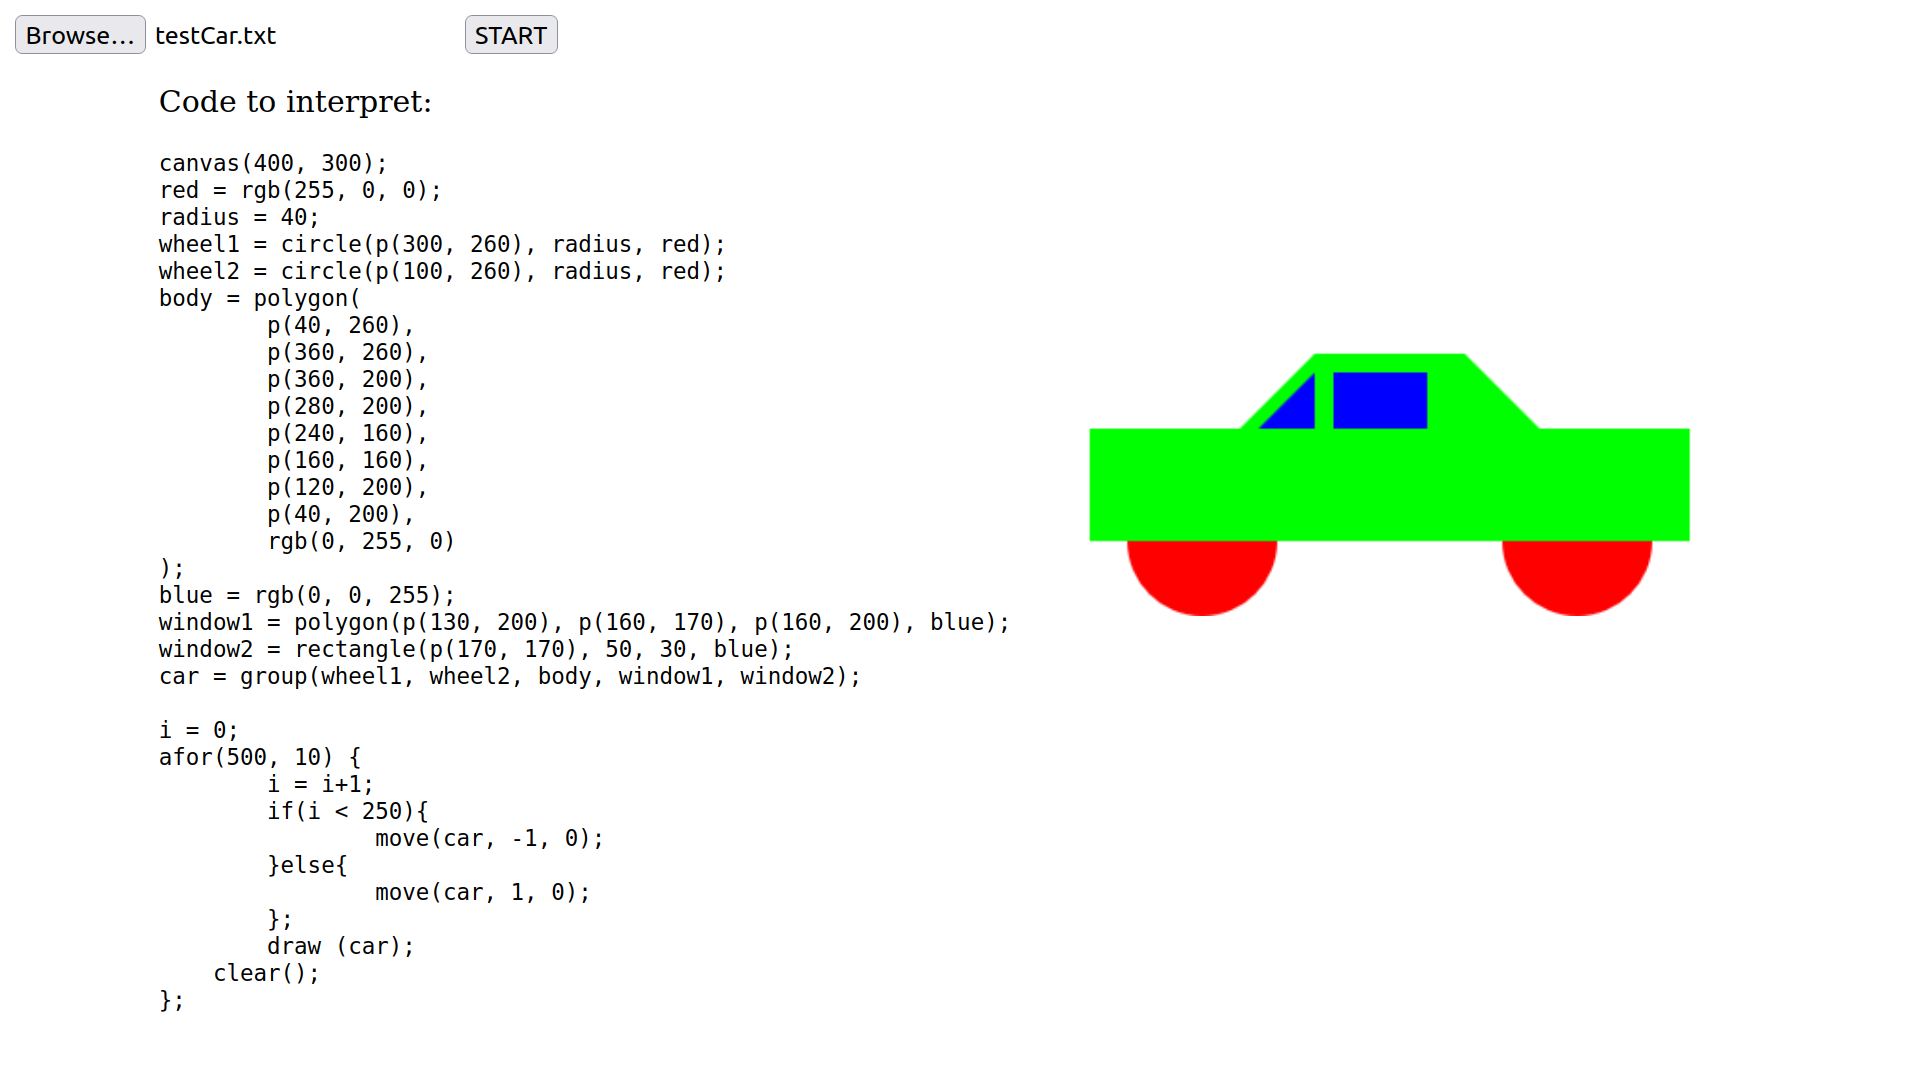 Browse... testCar.txt START
Code to interpret:
canvas(400, 300);
red = rgb(255, 0, 0);
radius = 40;
wheel1 = circle(p(300, 260), radius, red);
wheel2 = circle(p(100, 260), radius, red);
body = polygon(
p(40, 260),
p(360, 260),
p(360, 200),
p(280, 200),
p(240, 160),
p(160, 160),
p(120, 200),
p(40, 200),
rgb(0, 255, 0)
);
blue = rgb(0, 0, 255);
window1 = polygon(p(130, 200), p(160, 170), p(160, 200), blue);
window2 = rectangle(p(170, 170), 50, 30, blue);
car = group(wheel1, wheel2, body, window1, window2);
i = 0;
afor(500, 10) {
i = i+1;
if(i < 250){
move(car, -1, 0);
}else{
move(car, 1, 0);
};
draw (car);
clear();
};